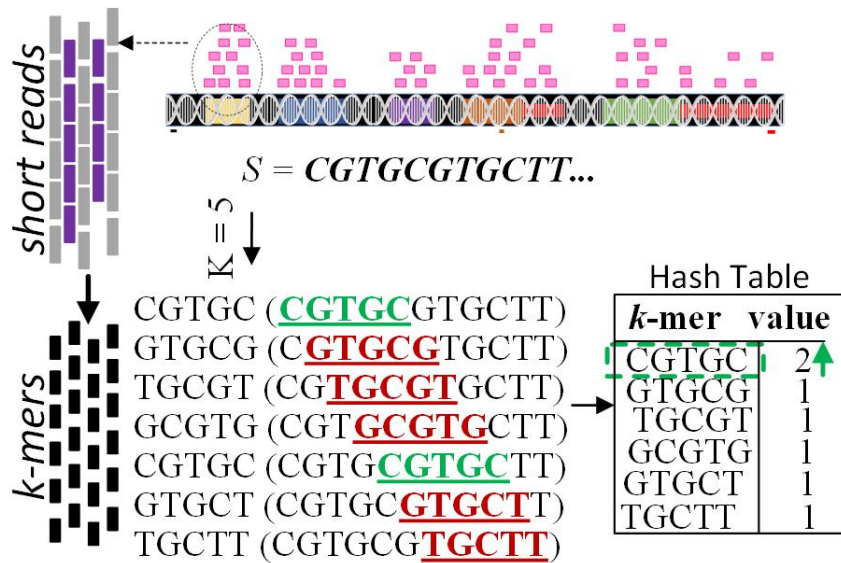 short reads
S = CGTGCGTGCTT...
K = 5
k-mers
CGTGC (CGTGCGTGCTT)
GTGCG (CGTGCGTGCTT)
TGCGT (CGTGCGTGCTT)
GCGTG (CGTGCGTGCTT)
CGTGC (CGTGCGTGCTT)
GTGCT (CGTGCGTGCTT)
TGCTT (CGTGCGTGCTT)
Hash Table
k-mer value
CGTGC 2
GTGCG 1
TGCGT 1
GCGTG 1
GTGCT 1
TGCTT 1